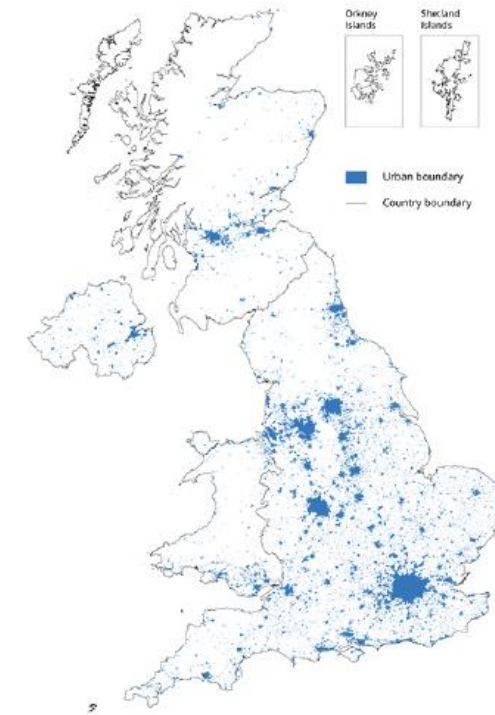 Orkney
Islands
Shetland
Islands
Urban boundary
Country boundary